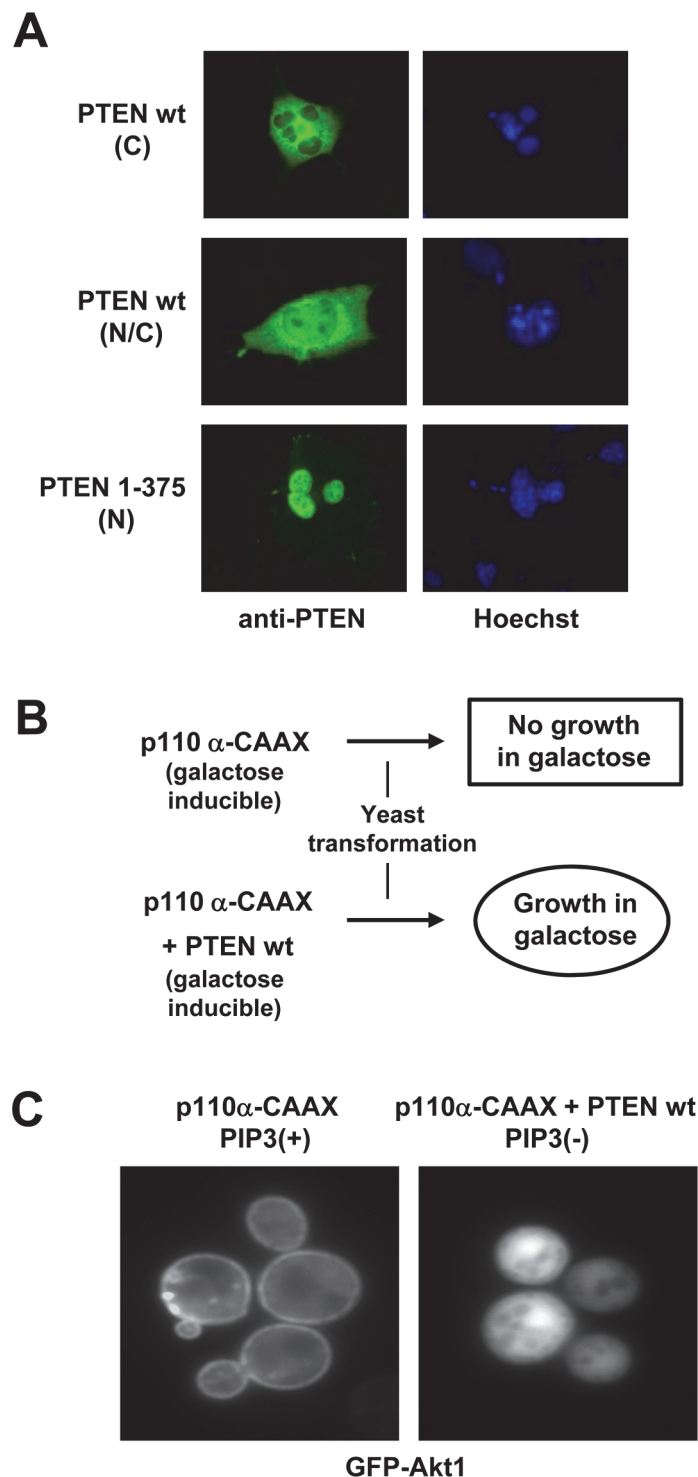 A
PTEN wt
(C)
PTEN wt
(N/C)
PTEN 1-375
(N)
anti-PTEN
Hoechst
B
p110 α-CAAX
(galactose
inducible)
No growth
in galactose
Yeast
transformation
p110 α-CAAX
+ PTEN wt
(galactose
inducible)
Growth in
galactose
C
p110α-CAAX
PIP3(+)
p110α-CAAX + PTEN wt
PIP3(-)
GFP-Akt1